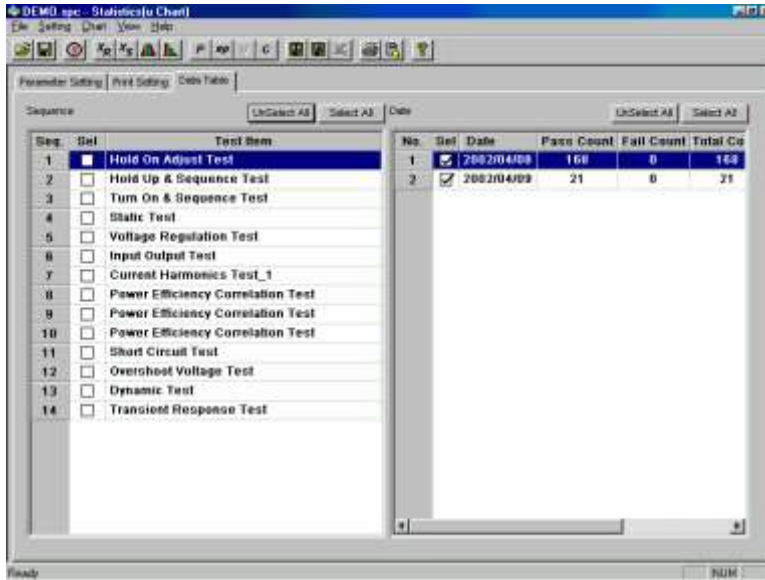 DEMO.spc - Statistics(u Chart)
File Setting Chart View Help
P np C
Parameter Setting Print Setting Data Table
Sequence UnSelect All Select All Date UnSelect All Select All
Seq. Sel Test Item No. Sel Date Pass Count Fail Count Total Co
1 Hold On Adjust Test 1 2002/04/08 168 0 168
2 Hold Up & Sequence Test 2 2002/04/09 21 0 21
3 Turn On & Sequence Test
4 Static Test
5 Voltage Regulation Test
6 Input Output Test
7 Current Harmonics Test_1
8 Power Efficiency Correlation Test
9 Power Efficiency Correlation Test
10 Power Efficiency Correlation Test
11 Short Circuit Test
12 Overshoot Voltage Test
13 Dynamic Test
14 Transient Response Test
Ready NUM